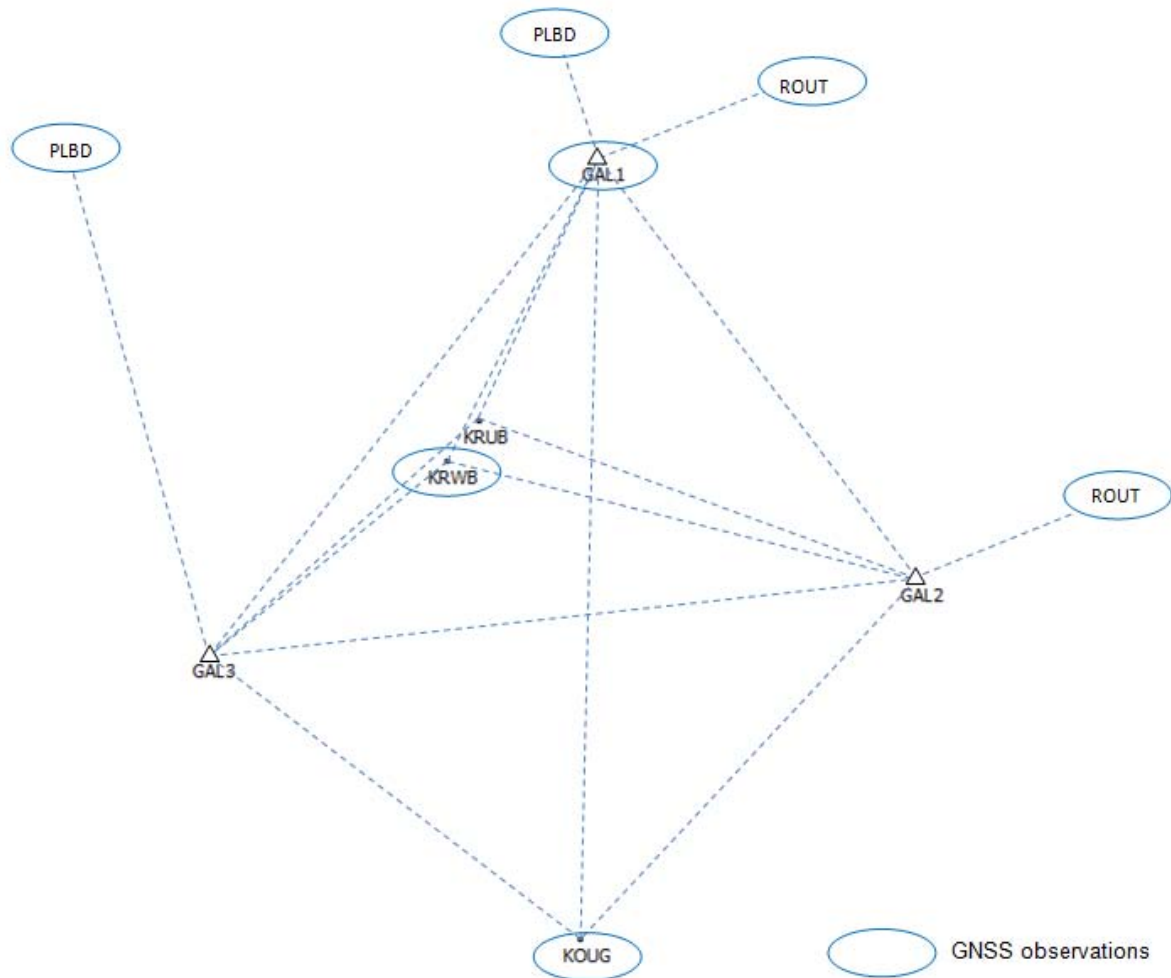 PLBD
ROUT
PLBD
GAL1
KRUB
KRWB
ROUT
GAL2
GAL3
KOUG
GNSS observations